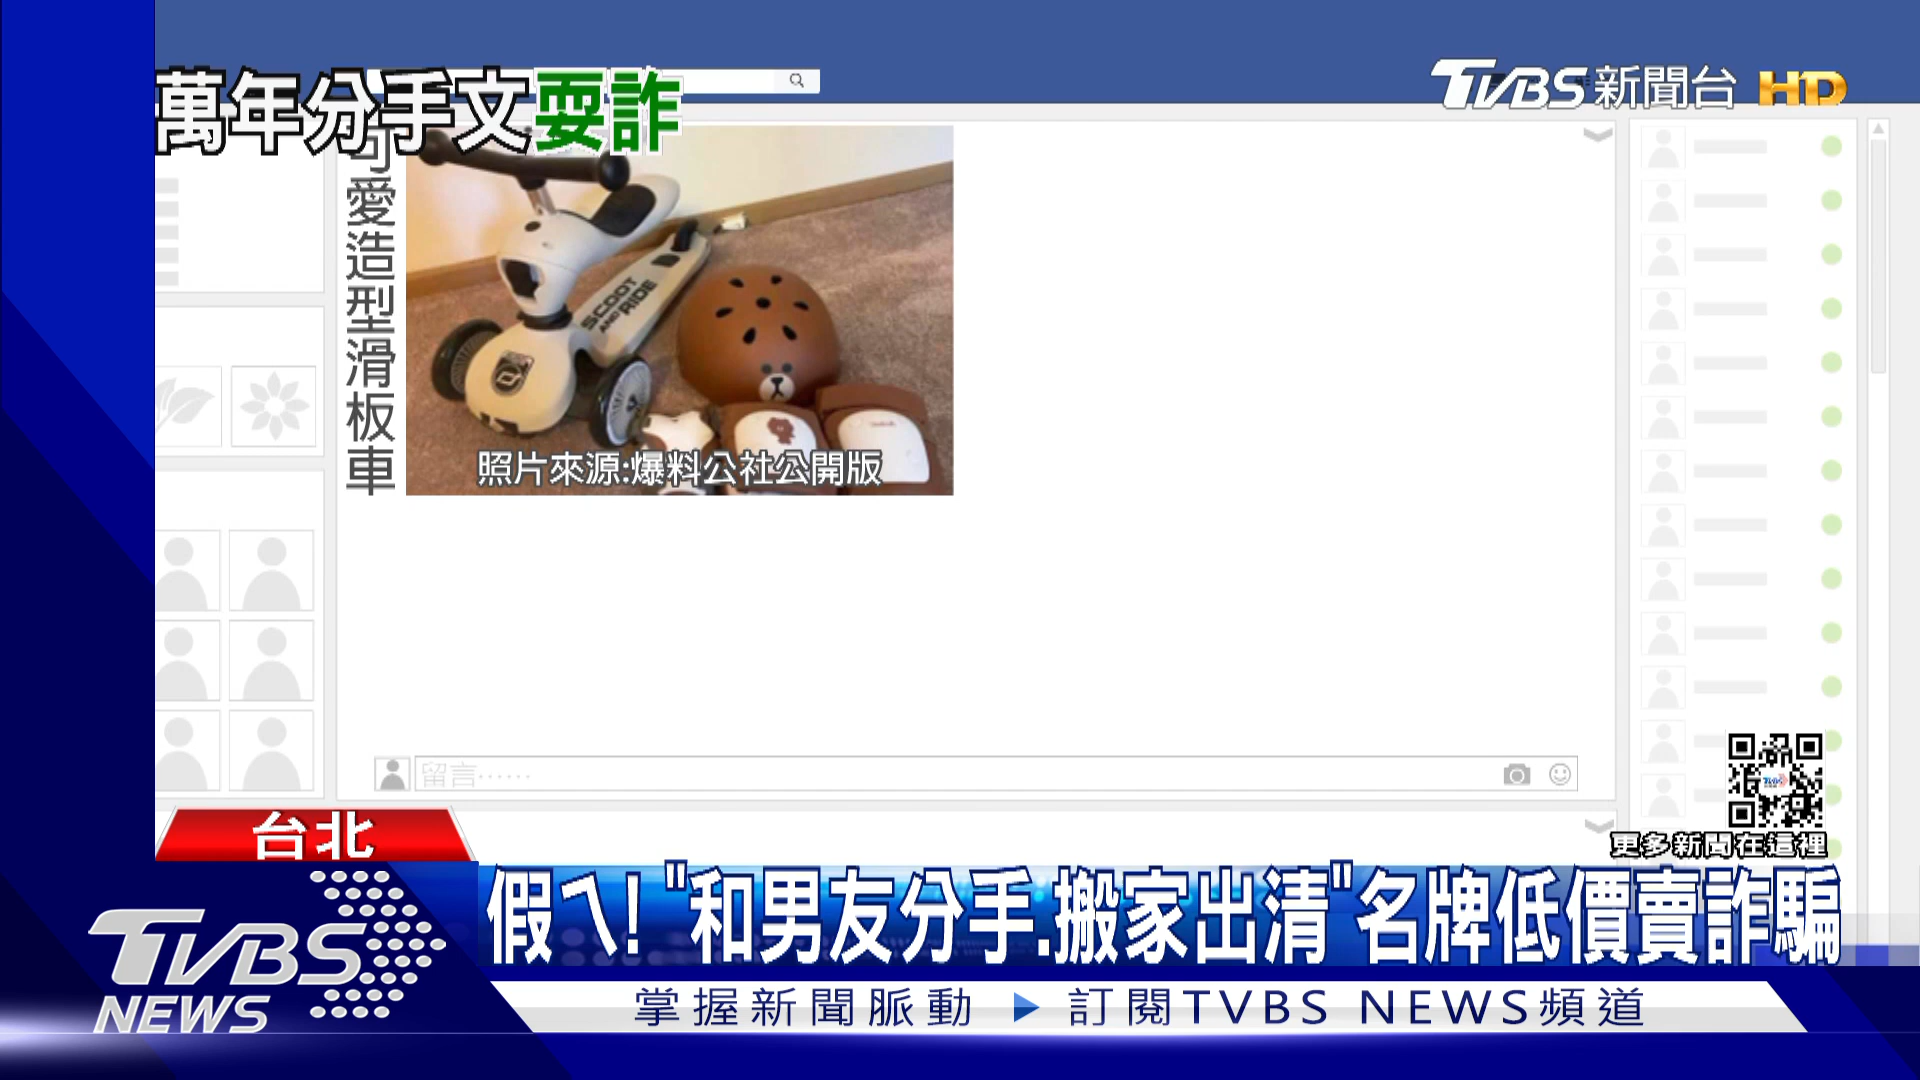 萬年分手文耍詐
TVBS新聞台 HD
可愛造型滑板車
SCOOT
AND RIDE
照片來源:爆料公社公開版
留言……
更多新聞在這裡
台北
假ㄟ! "和男友分手.搬家出清"名牌低價賣詐騙
TVBS
NEWS
掌握新聞脈動 ▶ 訂閱TVBS NEWS頻道